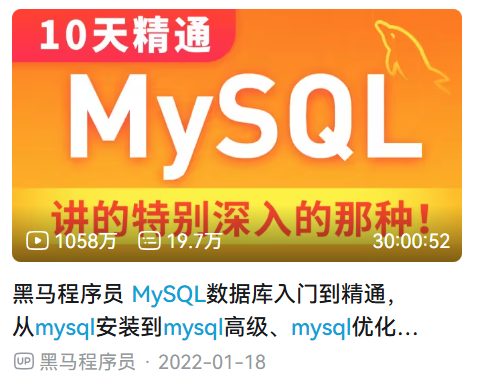 10天精通
MySQL
讲的特别深入的那种！
1058万 19.7万 30:00:52
黑马程序员 MySQL数据库入门到精通，
从mysql安装到mysql高级、mysql优化...
UP 黑马程序员 · 2022-01-18